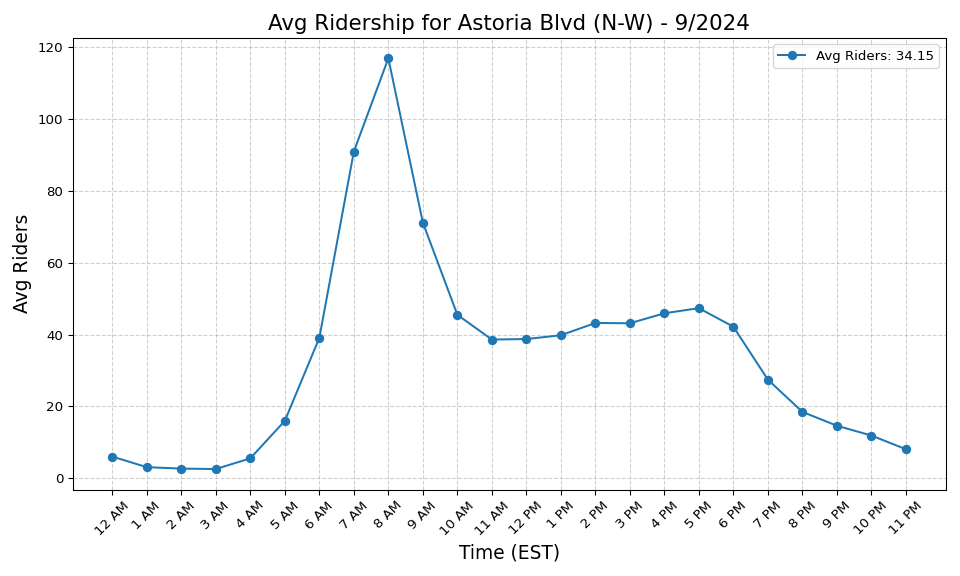 Avg Ridership for Astoria Blvd (N-W) - 9/2024
Avg Riders: 34.15
Avg Riders
120
100
80
60
40
20
0
12 AM
1 AM
2 AM
3 AM
4 AM
5 AM
6 AM
7 AM
8 AM
9 AM
10 AM
11 AM
12 PM
1 PM
2 PM
3 PM
4 PM
5 PM
6 PM
7 PM
8 PM
9 PM
10 PM
11 PM
Time (EST)